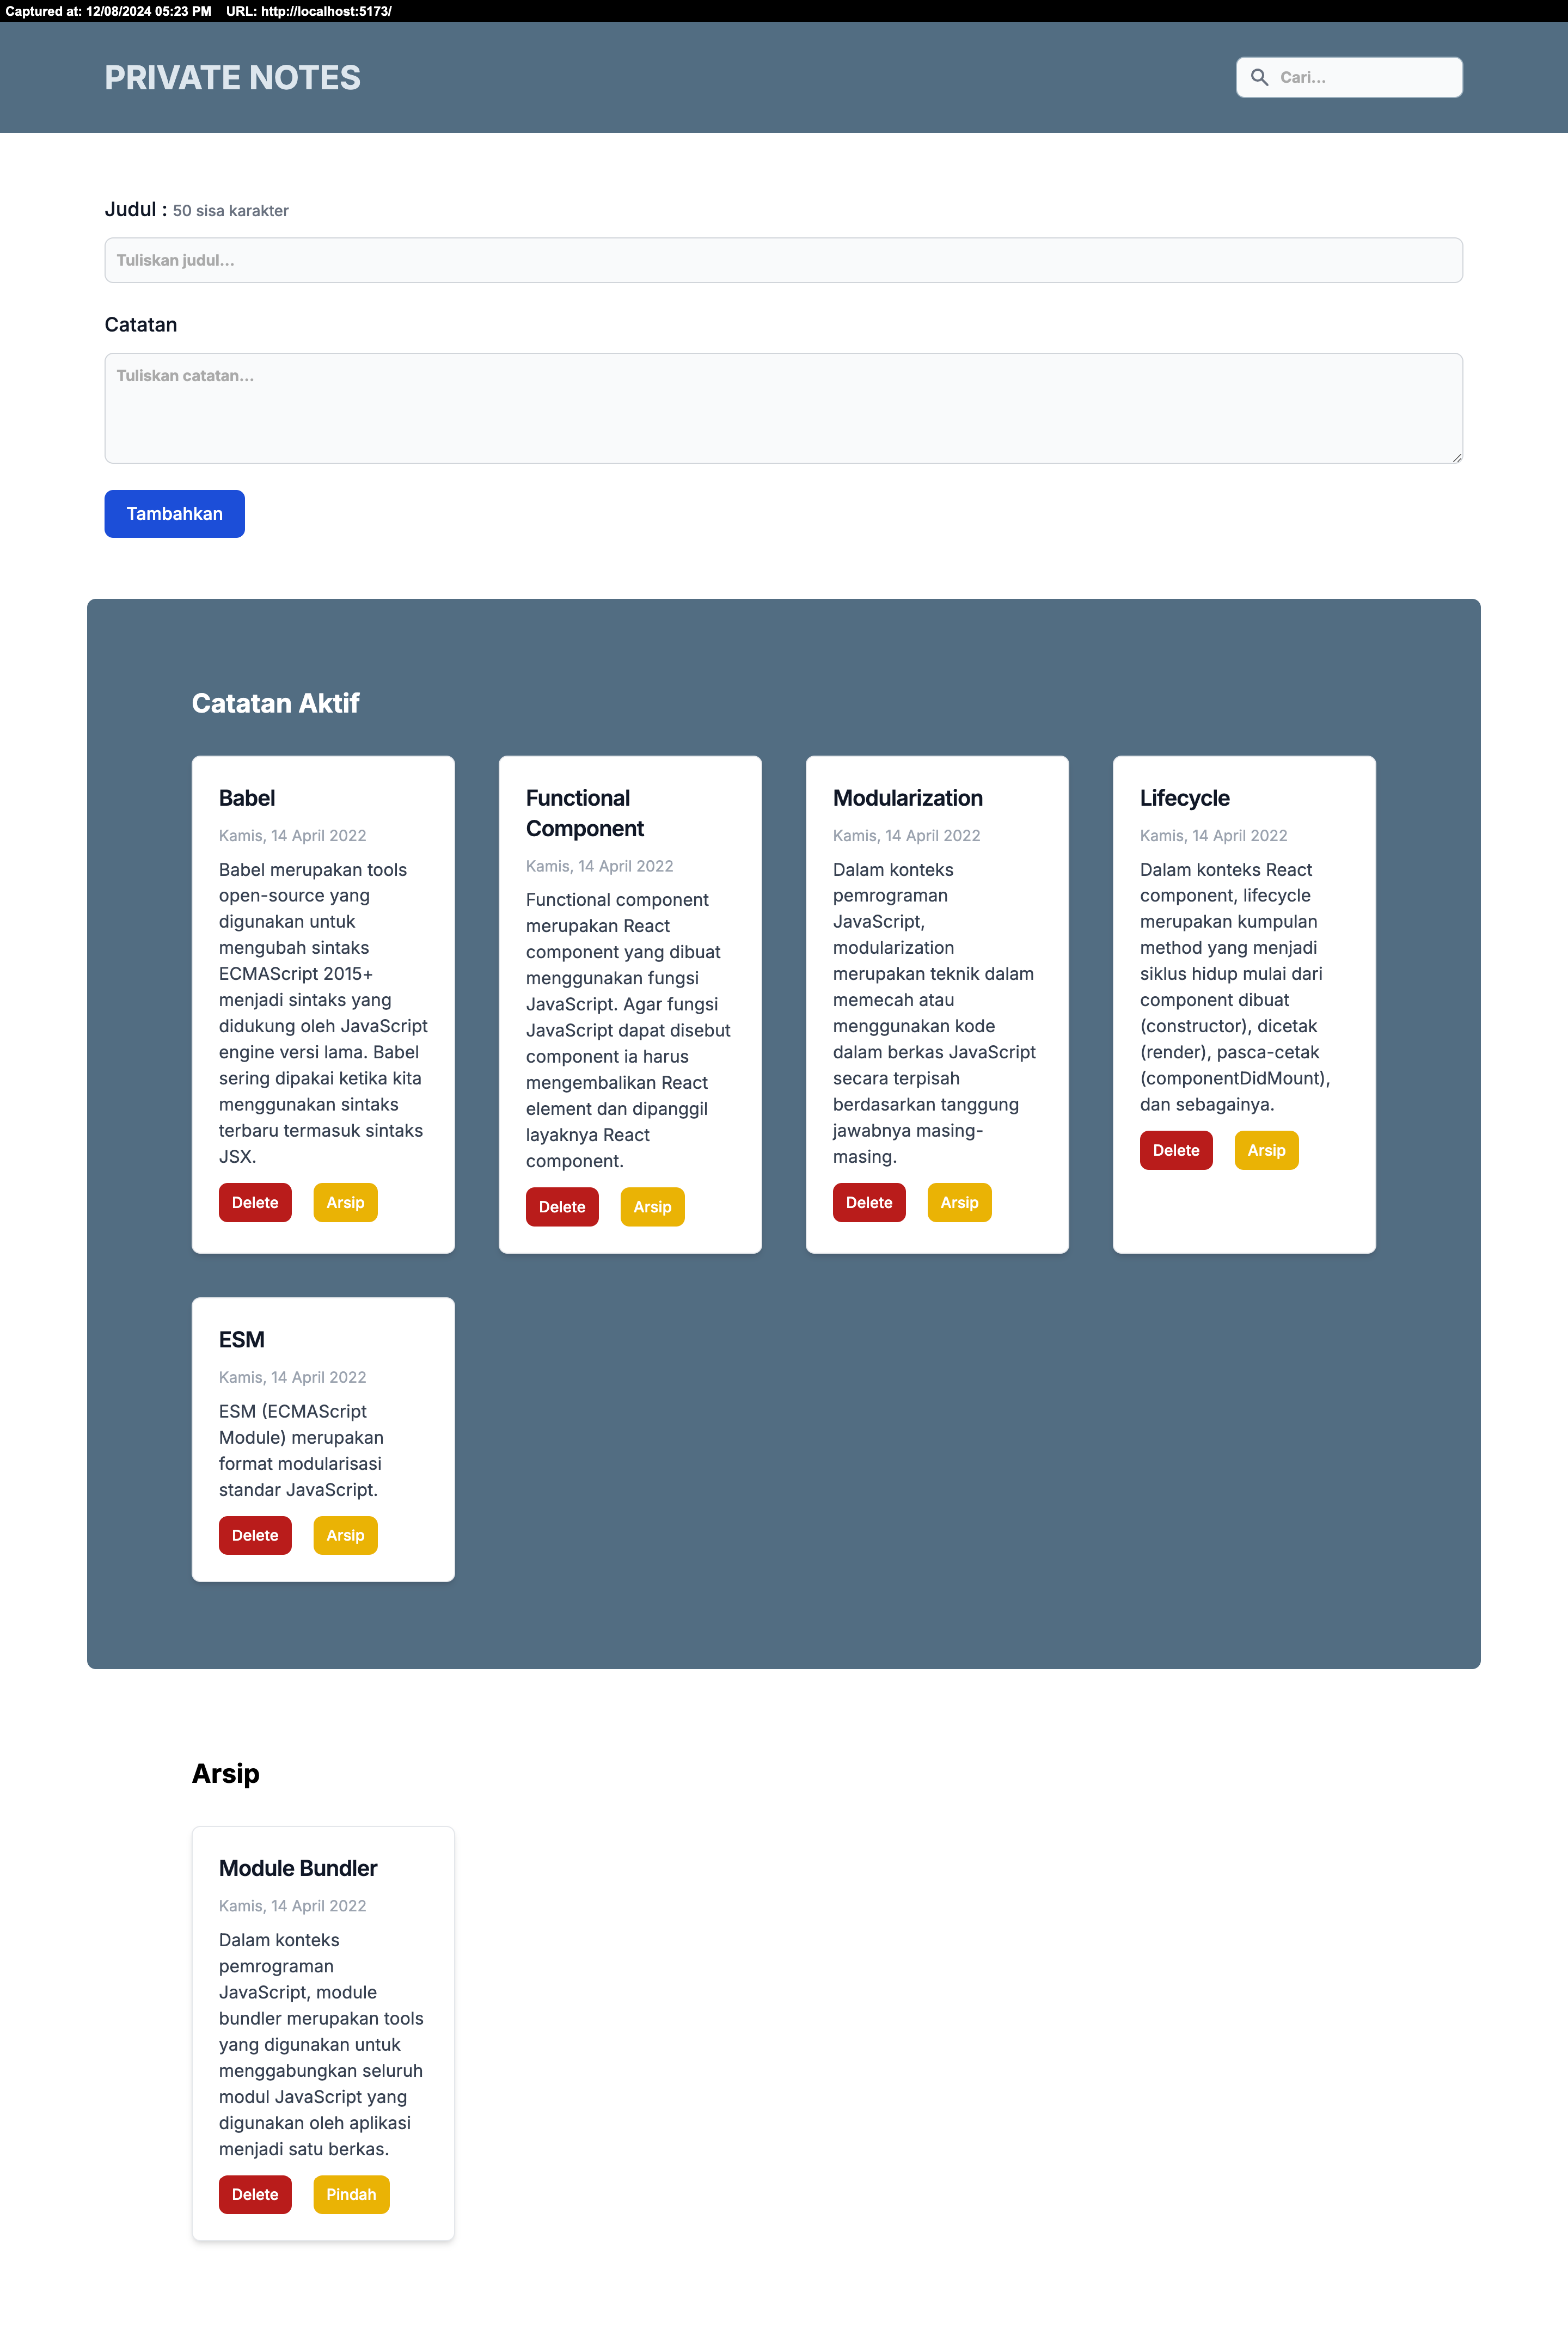 Captured at: 12/08/2024 05:23 PM URL: http://localhost:5173/
PRIVATE NOTES
Cari...
Judul : 50 sisa karakter
Tuliskan judul...
Catatan
Tuliskan catatan...
Tambahkan
Catatan Aktif
Babel
Kamis, 14 April 2022
Babel merupakan tools
open-source yang
digunakan untuk
mengubah sintaks
ECMAScript 2015+
menjadi sintaks yang
didukung oleh JavaScript
engine versi lama. Babel
sering dipakai ketika kita
menggunakan sintaks
terbaru termasuk sintaks
JSX.
Delete Arsip
Functional
Component
Kamis, 14 April 2022
Functional component
merupakan React
component yang dibuat
menggunakan fungsi
JavaScript. Agar fungsi
JavaScript dapat disebut
component ia harus
mengembalikan React
element dan dipanggil
layaknya React
component.
Delete Arsip
Modularization
Kamis, 14 April 2022
Dalam konteks
pemrograman
JavaScript,
modularization
merupakan teknik dalam
memecah atau
menggunakan kode
dalam berkas JavaScript
secara terpisah
berdasarkan tanggung
jawabnya masing-
masing.
Delete Arsip
Lifecycle
Kamis, 14 April 2022
Dalam konteks React
component, lifecycle
merupakan kumpulan
method yang menjadi
siklus hidup mulai dari
component dibuat
(constructor), dicetak
(render), pasca-cetak
(componentDidMount),
dan sebagainya.
Delete Arsip
ESM
Kamis, 14 April 2022
ESM (ECMAScript
Module) merupakan
format modularisasi
standar JavaScript.
Delete Arsip
Arsip
Module Bundler
Kamis, 14 April 2022
Dalam konteks
pemrograman
JavaScript, module
bundler merupakan tools
yang digunakan untuk
menggabungkan seluruh
modul JavaScript yang
digunakan oleh aplikasi
menjadi satu berkas.
Delete Pindah